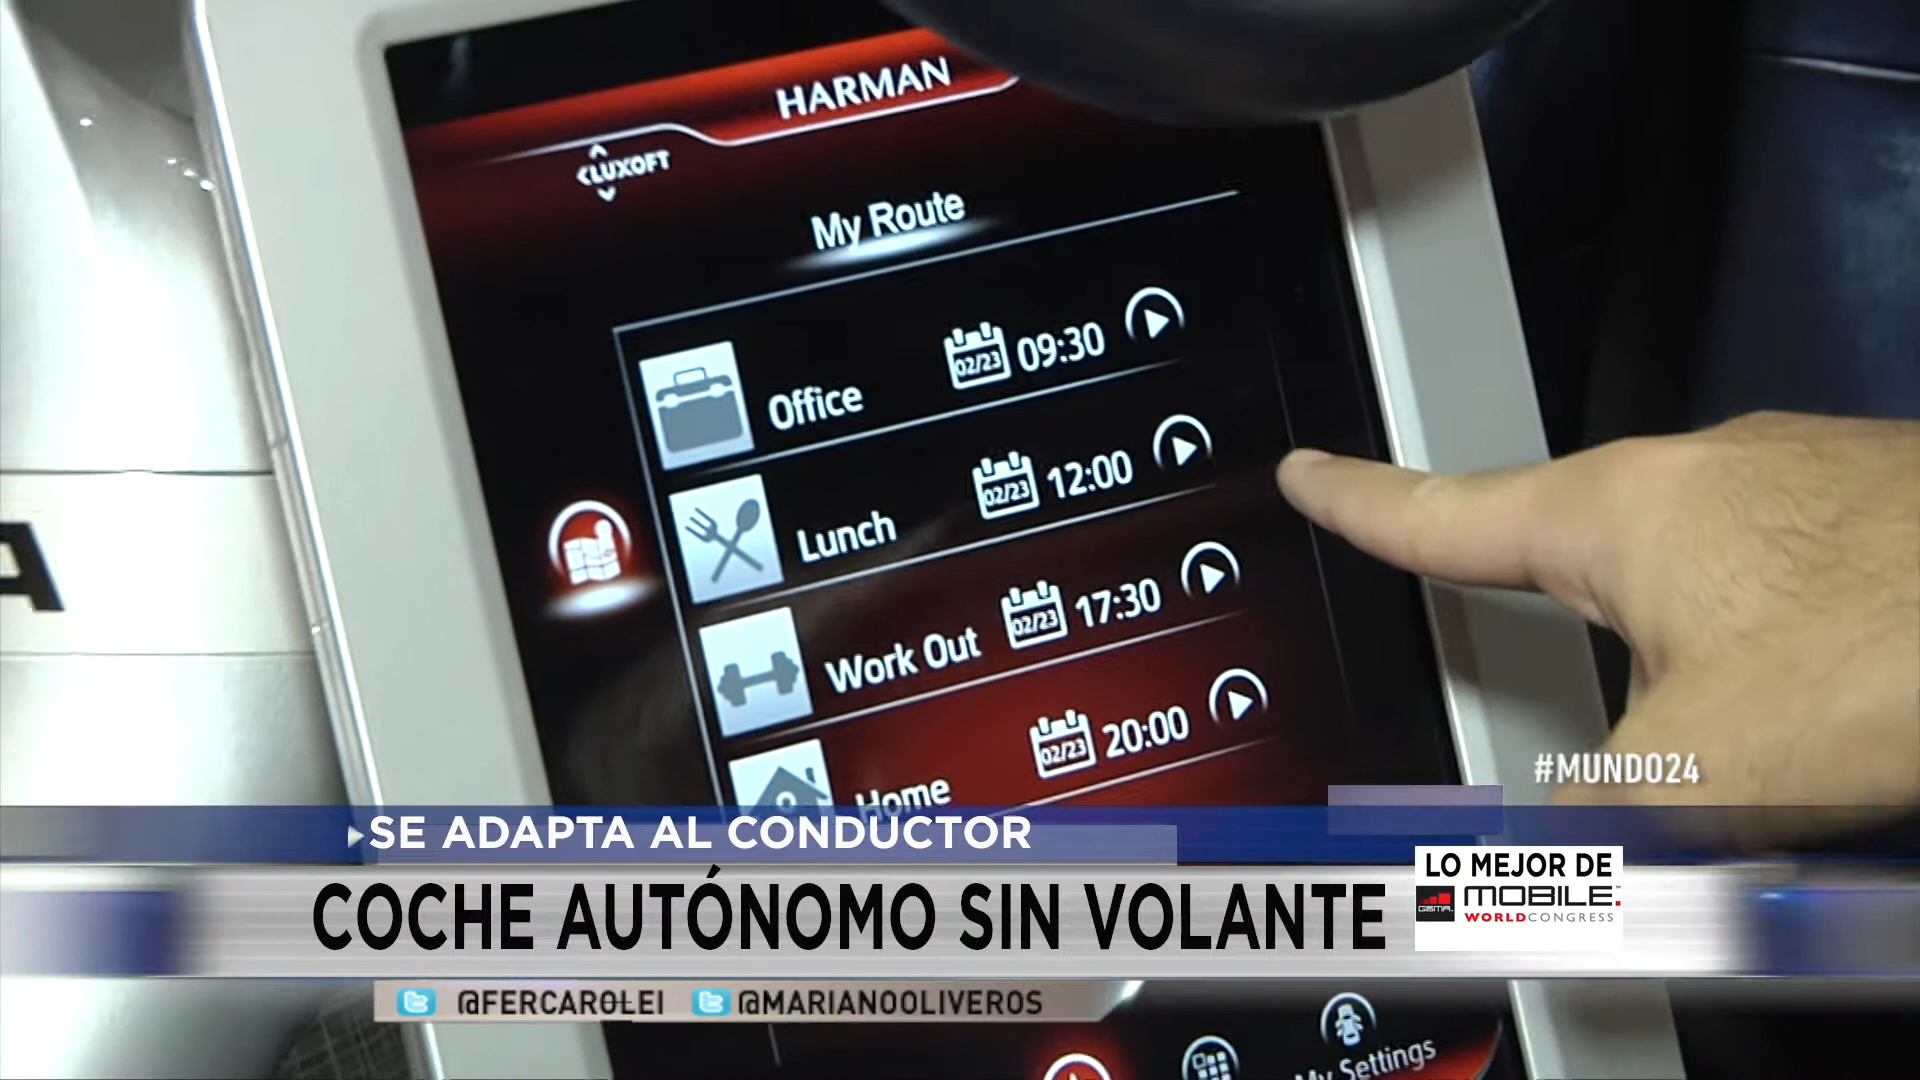 HARMAN
LUXOFT
My Route
Office 02/23 09:30
Lunch 02/23 12:00
Work Out 02/23 17:30
Home 02/23 20:00
A
#MUNDO24
SE ADAPTA AL CONDUCTOR
COCHE AUTÓNOMO SIN VOLANTE
LO MEJOR DE
GSMA MOBILE
WORLDCONGRESS
@FERCAROLEI @MARIANOOLIVEROS
My Settings